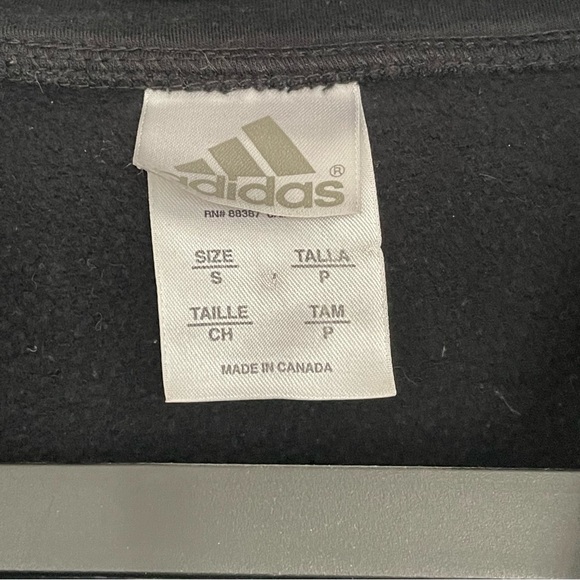 adidas®
RN# 88387
SIZE TALLA
S P
TAILLE TAM
CH P
MADE IN CANADA